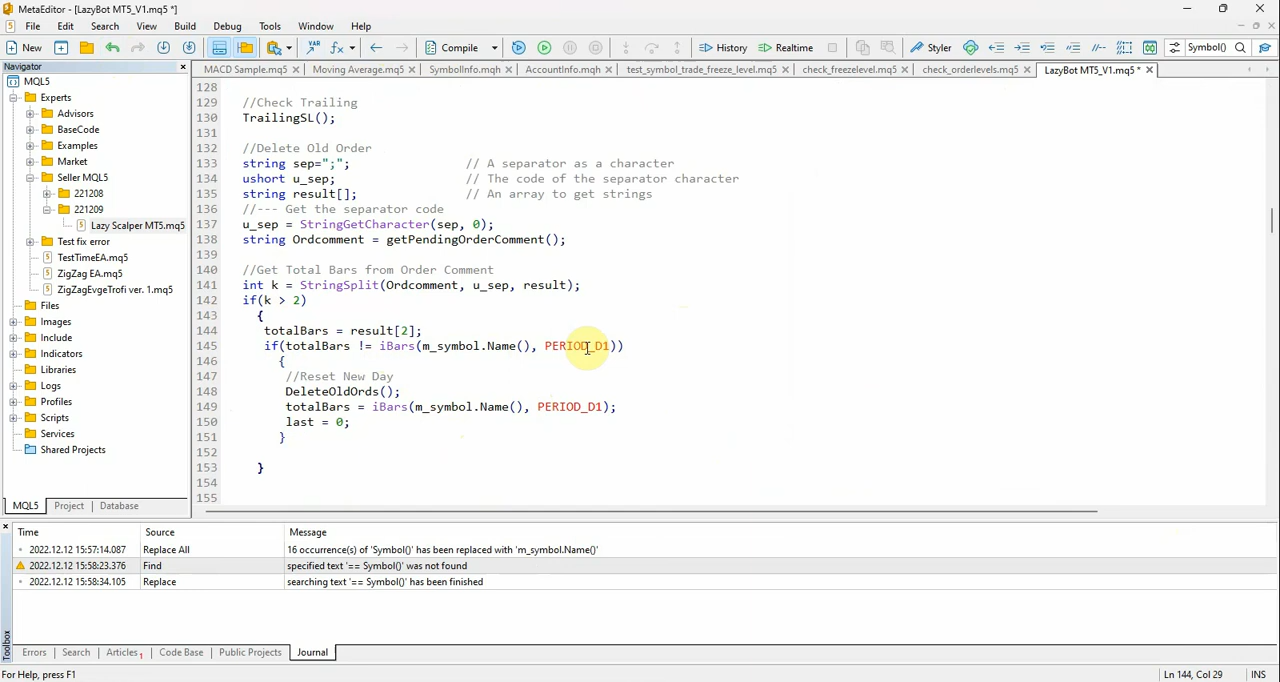 MetaEditor - [LazyBot MT5_V1.mq5 *]
File Edit Search View Build Debug Tools Window Help
New Compile History Realtime Styler Symbol()
Navigator
MACD Sample.mq5 Moving Average.mq5 SymbolInfo.mqh AccountInfo.mqh test_symbol_trade_freeze_level.mq5 check_freezelevel.mq5 check_orderlevels.mq5 LazyBot MT5_V1.mq5 *
MQL5
Experts
Advisors
BaseCode
Examples
Market
Seller MQL5
221208
221209
Lazy Scalper MT5.mq5
Test fix error
TestTimeEA.mq5
ZigZag EA.mq5
ZigZagEvgeTrofi ver. 1.mq5
Files
Images
Include
Indicators
Libraries
Logs
Profiles
Scripts
Services
Shared Projects
MQL5 Project Database
128
129 //Check Trailing
130 TrailingSL();
131
132 //Delete Old Order
133 string sep=";"; // A separator as a character
134 ushort u_sep; // The code of the separator character
135 string result[]; // An array to get strings
136 //--- Get the separator code
137 u_sep = StringGetCharacter(sep, 0);
138 string Ordcomment = getPendingOrderComment();
139
140 //Get Total Bars from Order Comment
141 int k = StringSplit(Ordcomment, u_sep, result);
142 if(k > 2)
143 {
144 totalBars = result[2];
145 if(totalBars != iBars(m_symbol.Name(), PERIOD_D1))
146 {
147 //Reset New Day
148 DeleteOldOrds();
149 totalBars = iBars(m_symbol.Name(), PERIOD_D1);
150 last = 0;
151 }
152
153 }
154
155
Time Source Message
2022.12.12 15:57:14.087 Replace All 16 occurrence(s) of 'Symbol()' has been replaced with 'm_symbol.Name()'
2022.12.12 15:58:23.376 Find specified text '== Symbol()' was not found
2022.12.12 15:58:34.105 Replace searching text '== Symbol()' has been finished
Toolbox
Errors Search Articles 1 Code Base Public Projects Journal
For Help, press F1 Ln 144, Col 29 INS